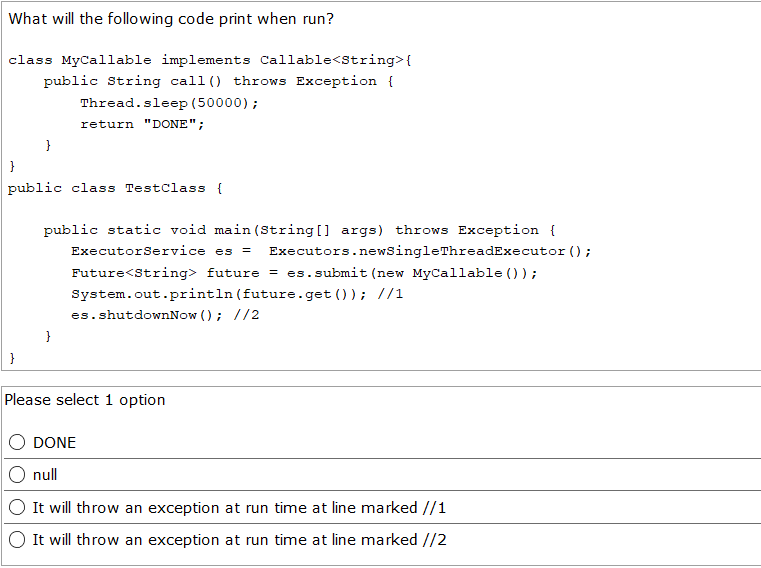 What will the following code print when run?
class MyCallable implements Callable<String>{
    public String call() throws Exception {
        Thread.sleep(50000);
        return "DONE";
    }
}
public class TestClass {
    public static void main(String[] args) throws Exception {
       ExecutorService es =  Executors.newSingleThreadExecutor();
       Future<String> future = es.submit(new MyCallable());
       System.out.println(future.get()); //1
       es.shutdownNow(); //2
    }
}
Please select 1 option
DONE
null
It will throw an exception at run time at line marked //1
It will throw an exception at run time at line marked //2